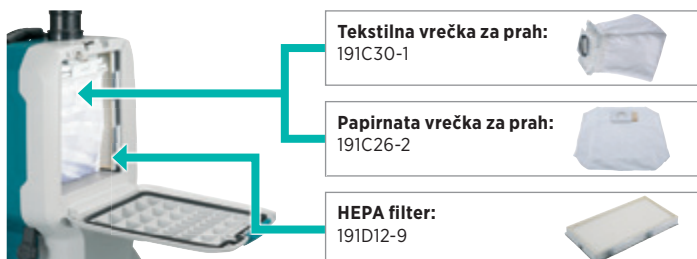 Tekstilna vrečka za prah:
191C30-1
Papirnata vrečka za prah:
191C26-2
HEPA filter:
191D12-9